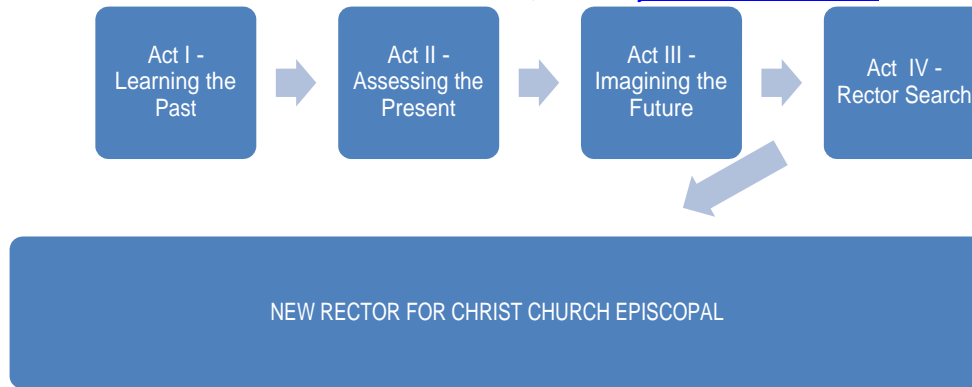 Act I -
Learning the
Past
Act II -
Assessing the
Present
Act III -
Imagining the
Future
Act IV -
Rector Search
NEW RECTOR FOR CHRIST CHURCH EPISCOPAL